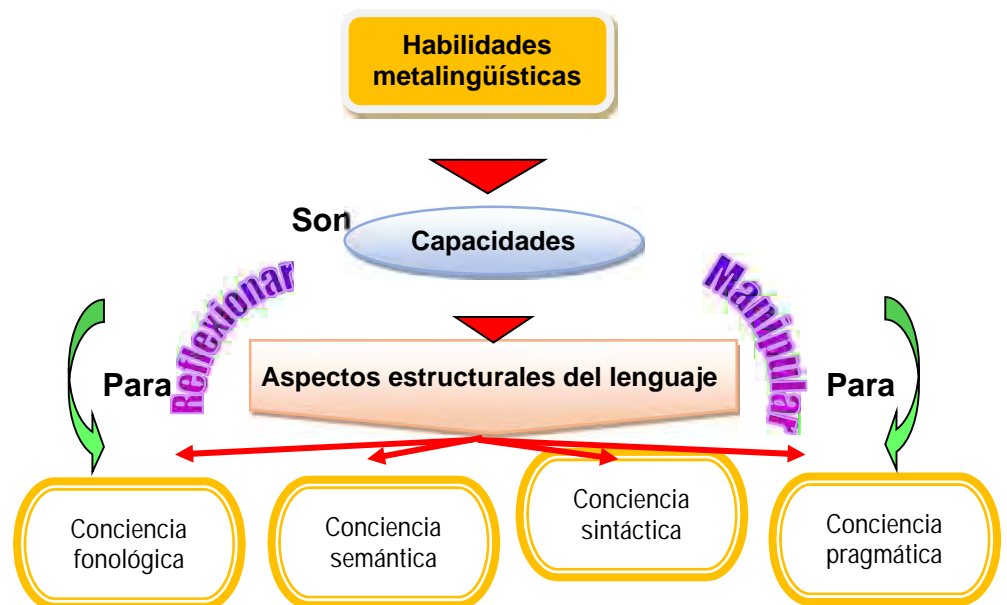 Habilidades
metalingüísticas
Son
Capacidades
Reflexionar
Manipular
Para
Aspectos estructurales del lenguaje
Para
Conciencia
fonológica
Conciencia
semántica
Conciencia
sintáctica
Conciencia
pragmática